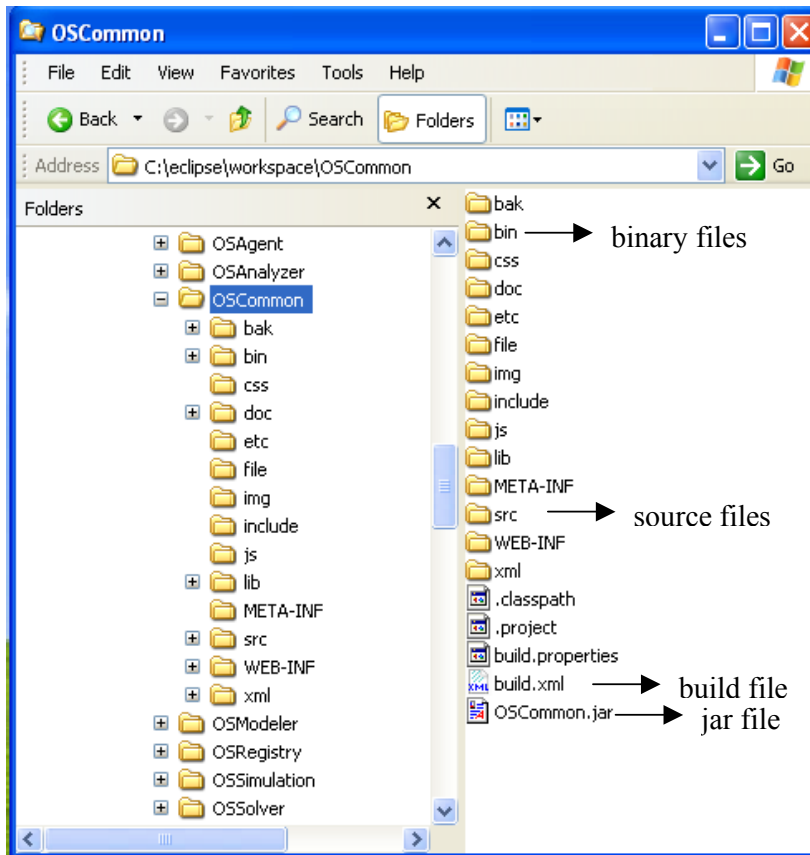 OSCommon
File Edit View Favorites Tools Help
Back Search Folders
Address C:\eclipse\workspace\OSCommon Go
Folders
OSAgent
OSAnalyzer
OSCommon
bak
bin
css
doc
etc
file
img
include
js
lib
META-INF
src
WEB-INF
xml
OSModeler
OSRegistry
OSSimulation
OSSolver
bak
bin binary files
css
doc
etc
file
img
include
js
lib
META-INF
src source files
WEB-INF
xml
.classpath
.project
build.properties
build.xml build file
OSCommon.jar jar file